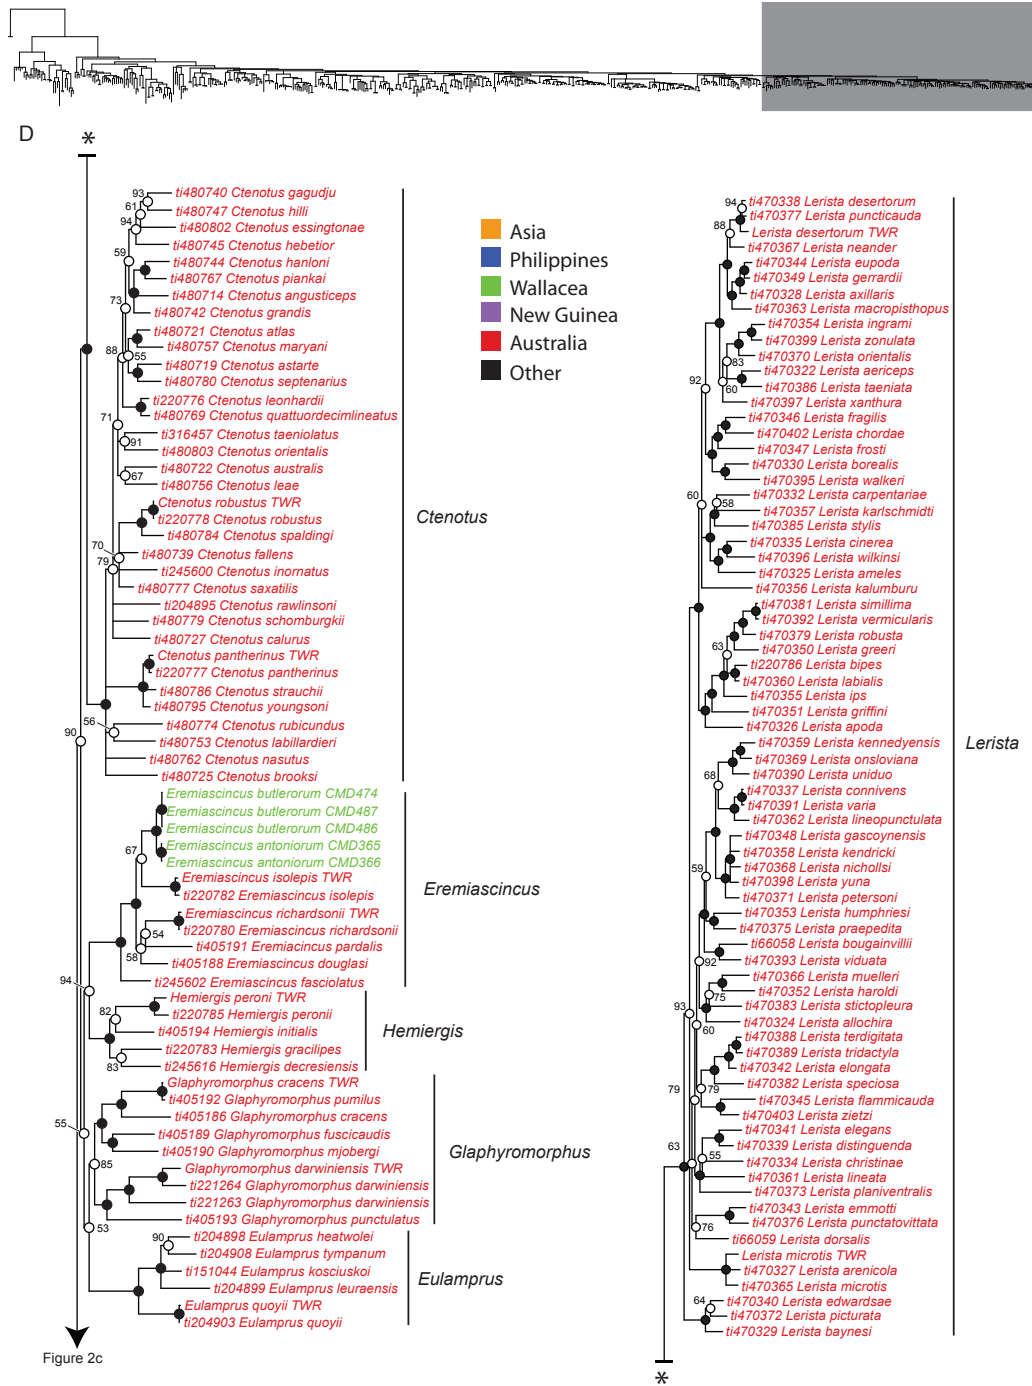 D
*
ti480740 Ctenotus gagudju
ti480747 Ctenotus hilli
ti480802 Ctenotus essingtonae
ti480745 Ctenotus hebetior
ti480744 Ctenotus hanloni
ti480767 Ctenotus piankai
ti480714 Ctenotus angusticeps
ti480742 Ctenotus grandis
ti480721 Ctenotus atlas
ti480757 Ctenotus maryani
ti480719 Ctenotus astarte
ti480780 Ctenotus septenarius
ti220776 Ctenotus leonhardii
ti480769 Ctenotus quattuordecimlineatus
ti316457 Ctenotus taeniolatus
ti480803 Ctenotus orientalis
ti480722 Ctenotus australis
ti480756 Ctenotus leae
Ctenotus robustus TWR
ti220778 Ctenotus robustus
ti480784 Ctenotus spaldingi
ti480739 Ctenotus fallens
ti245600 Ctenotus inornatus
ti480777 Ctenotus saxatilis
ti204895 Ctenotus rawlinsoni
ti480779 Ctenotus schomburgkii
ti480727 Ctenotus calurus
Ctenotus pantherinus TWR
ti220777 Ctenotus pantherinus
ti480786 Ctenotus strauchii
ti480795 Ctenotus youngsoni
ti480774 Ctenotus rubicundus
ti480753 Ctenotus labillardieri
ti480762 Ctenotus nasutus
ti480725 Ctenotus brooksi
Eremiascincus butlerorum CMD474
Eremiascincus butlerorum CMD487
Eremiascincus butlerorum CMD486
Eremiascincus antoniorum CMD365
Eremiascincus antoniorum CMD366
Eremiascincus isolepis TWR
ti220782 Eremiascincus isolepis
Eremiascincus richardsonii TWR
ti220780 Eremiascincus richardsonii
ti405191 Eremiacincus pardalis
ti405188 Eremiascincus douglasi
ti245602 Eremiascincus fasciolatus
Hemiergis peroni TWR
ti220785 Hemiergis peronii
ti405194 Hemiergis initialis
ti220783 Hemiergis gracilipes
ti245616 Hemiergis decresiensis
Glaphyromorphus cracens TWR
ti405192 Glaphyromorphus pumilus
ti405186 Glaphyromorphus cracens
ti405189 Glaphyromorphus fuscicaudis
ti405190 Glaphyromorphus mjobergi
Glaphyromorphus darwiniensis TWR
ti221264 Glaphyromorphus darwiniensis
ti221263 Glaphyromorphus darwiniensis
ti405193 Glaphyromorphus punctulatus
ti204898 Eulamprus heatwolei
ti204908 Eulamprus tympanum
ti151044 Eulamprus kosciuskoi
ti204899 Eulamprus leuraensis
Eulamprus quoyii TWR
ti204903 Eulamprus quoyii
93
61
94
59
73
55
88
71
91
67
70
79
56
90
67
54
58
94
82
83
55
85
53
90
Figure 2c
Ctenotus
Eremiascincus
Hemiergis
Glaphyromorphus
Eulamprus
Asia
Philippines
Wallacea
New Guinea
Australia
Other
ti470338 Lerista desertorum
ti470377 Lerista puncticauda
Lerista desertorum TWR
ti470367 Lerista neander
ti470344 Lerista eupoda
ti470349 Lerista gerrardii
ti470328 Lerista axillaris
ti470363 Lerista macropisthopus
ti470354 Lerista ingrami
ti470399 Lerista zonulata
ti470370 Lerista orientalis
ti470322 Lerista aericeps
ti470386 Lerista taeniata
ti470397 Lerista xanthura
ti470346 Lerista fragilis
ti470402 Lerista chordae
ti470347 Lerista frosti
ti470330 Lerista borealis
ti470395 Lerista walkeri
ti470332 Lerista carpentariae
ti470357 Lerista karlschmidti
ti470385 Lerista stylis
ti470335 Lerista cinerea
ti470396 Lerista wilkinsi
ti470325 Lerista ameles
ti470356 Lerista kalumburu
ti470381 Lerista simillima
ti470392 Lerista vermicularis
ti470379 Lerista robusta
ti470350 Lerista greeri
ti220786 Lerista bipes
ti470360 Lerista labialis
ti470355 Lerista ips
ti470351 Lerista griffini
ti470326 Lerista apoda
ti470359 Lerista kennedyensis
ti470369 Lerista onsloviana
ti470390 Lerista uniduo
ti470337 Lerista connivens
ti470391 Lerista varia
ti470362 Lerista lineopunctulata
ti470348 Lerista gascoynensis
ti470358 Lerista kendricki
ti470368 Lerista nichollsi
ti470398 Lerista yuna
ti470371 Lerista petersoni
ti470353 Lerista humphriesi
ti470375 Lerista praepedita
ti66058 Lerista bougainvillii
ti470393 Lerista viduata
ti470366 Lerista muelleri
ti470352 Lerista haroldi
ti470383 Lerista stictopleura
ti470324 Lerista allochira
ti470388 Lerista terdigitata
ti470389 Lerista tridactyla
ti470342 Lerista elongata
ti470382 Lerista speciosa
ti470345 Lerista flammicauda
ti470403 Lerista zietzi
ti470341 Lerista elegans
ti470339 Lerista distinguenda
ti470334 Lerista christinae
ti470361 Lerista lineata
ti470373 Lerista planiventralis
ti470343 Lerista emmotti
ti470376 Lerista punctatovittata
ti66059 Lerista dorsalis
Lerista microtis TWR
ti470327 Lerista arenicola
ti470365 Lerista microtis
ti470340 Lerista edwardsae
ti470372 Lerista picturata
ti470329 Lerista baynesi
94
88
83
60
92
60
58
63
68
59
92
75
93
60
79
79
63
55
76
64
Lerista
*